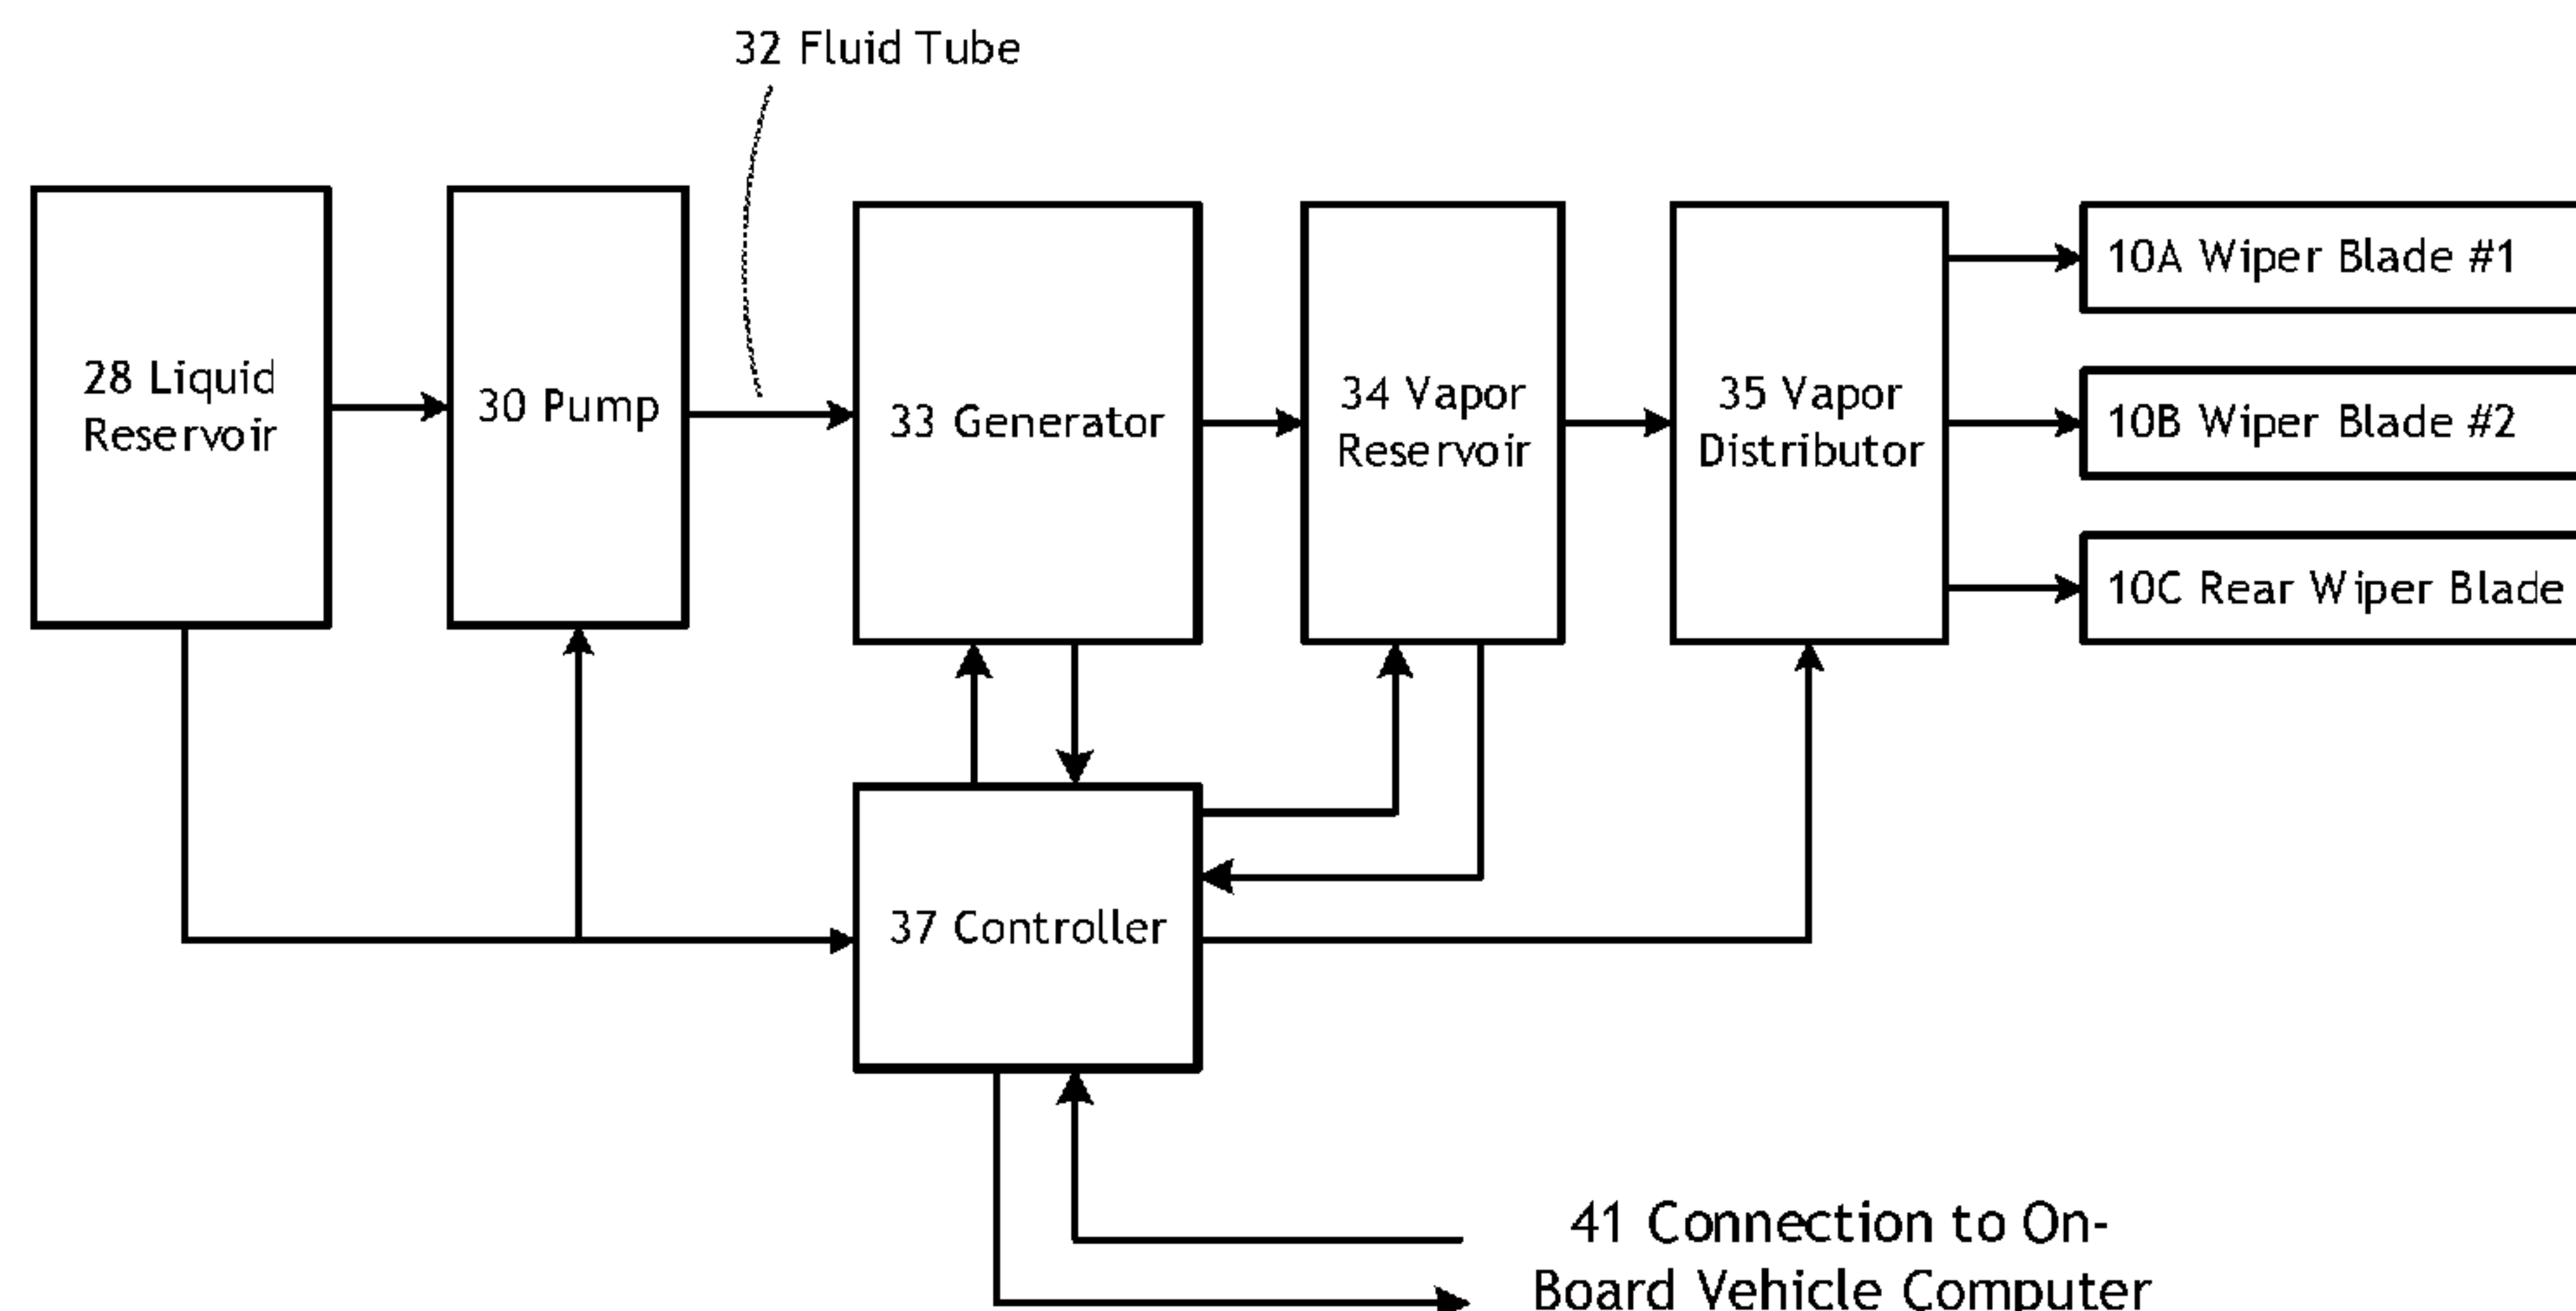 32 Fluid Tube
28 Liquid
Reservoir
30 Pump
33 Generator
34 Vapor
Reservoir
35 Vapor
Distributor
10A Wiper Blade #1
10B Wiper Blade #2
10C Rear Wiper Blade
37 Controller
41 Connection to On-
Board Vehicle Computer